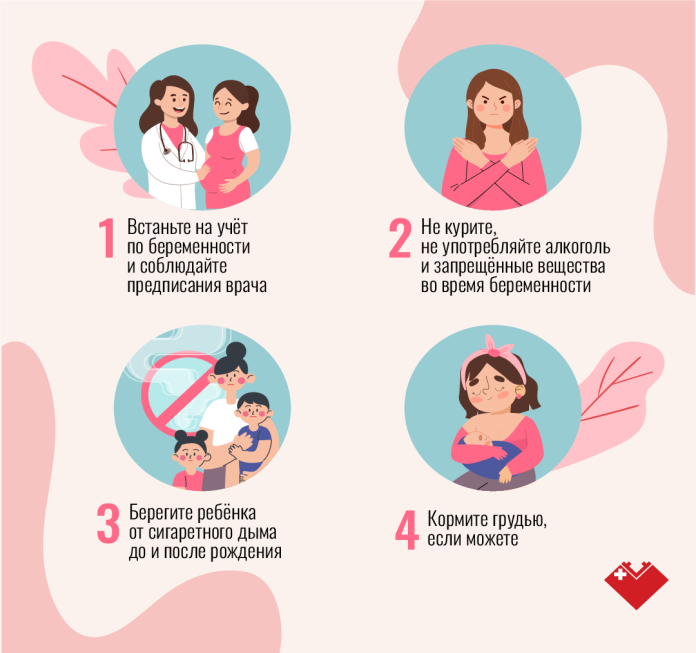 1
Встаньте на учёт
по беременности
и соблюдайте
предписания врача
2
Не курите,
не употребляйте алкоголь
и запрещённые вещества
во время беременности
3
Берегите ребёнка
от сигаретного дыма
до и после рождения
4
Кормите грудью,
если можете